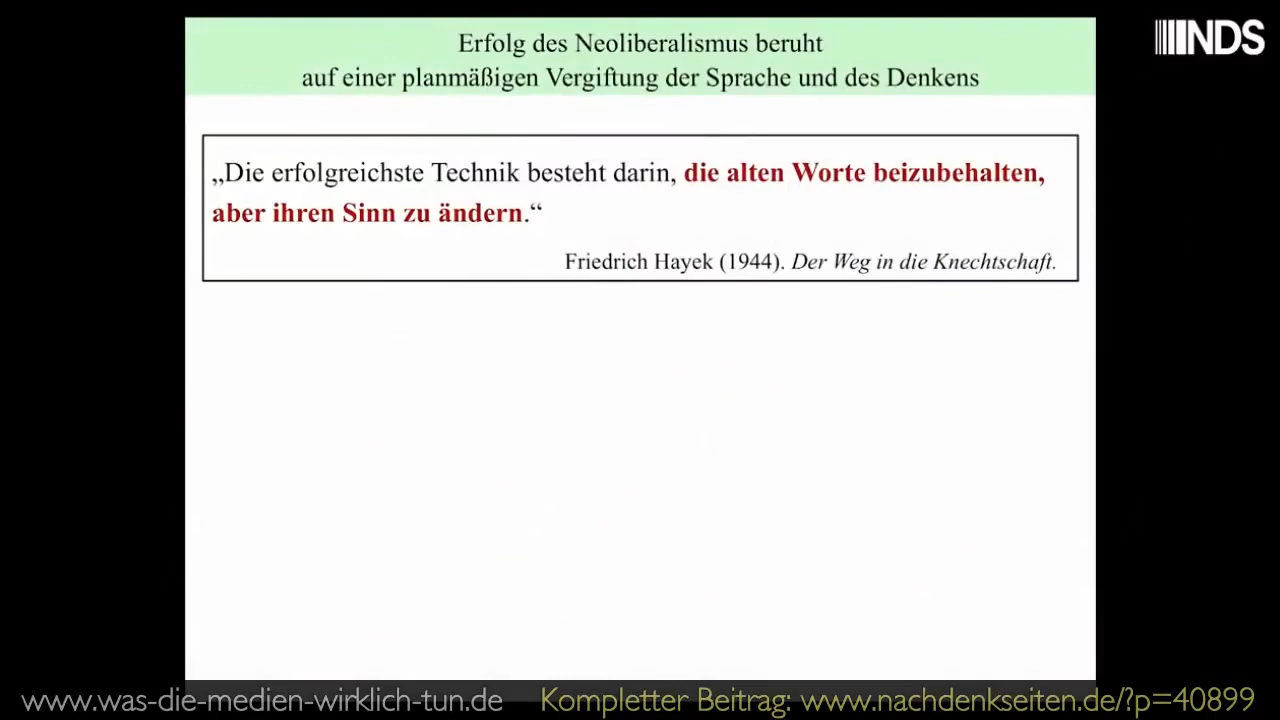 NDS
Erfolg des Neoliberalismus beruht
auf einer planmäßigen Vergiftung der Sprache und des Denkens
„Die erfolgreichste Technik besteht darin, die alten Worte beizubehalten,
aber ihren Sinn zu ändern.“
Friedrich Hayek (1944). Der Weg in die Knechtschaft.
www.was-die-medien-wirklich-tun.de Kompletter Beitrag: www.nachdenkseiten.de/?p=40899